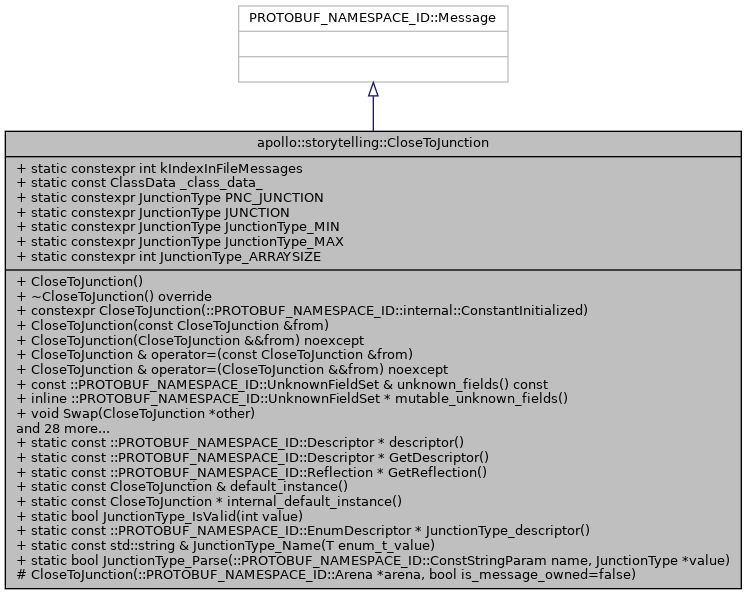 PROTOBUF_NAMESPACE_ID::Message
apollo::storytelling::CloseToJunction
+ static constexpr int kIndexInFileMessages
+ static const ClassData _class_data_
+ static constexpr JunctionType PNC_JUNCTION
+ static constexpr JunctionType JUNCTION
+ static constexpr JunctionType JunctionType_MIN
+ static constexpr JunctionType JunctionType_MAX
+ static constexpr int JunctionType_ARRAYSIZE
+ CloseToJunction()
+ ~CloseToJunction() override
+ constexpr CloseToJunction(::PROTOBUF_NAMESPACE_ID::internal::ConstantInitialized)
+ CloseToJunction(const CloseToJunction &from)
+ CloseToJunction(CloseToJunction &&from) noexcept
+ CloseToJunction & operator=(const CloseToJunction &from)
+ CloseToJunction & operator=(CloseToJunction &&from) noexcept
+ const ::PROTOBUF_NAMESPACE_ID::UnknownFieldSet & unknown_fields() const
+ inline ::PROTOBUF_NAMESPACE_ID::UnknownFieldSet * mutable_unknown_fields()
+ void Swap(CloseToJunction *other)
and 28 more...
+ static const ::PROTOBUF_NAMESPACE_ID::Descriptor * descriptor()
+ static const ::PROTOBUF_NAMESPACE_ID::Descriptor * GetDescriptor()
+ static const ::PROTOBUF_NAMESPACE_ID::Reflection * GetReflection()
+ static const CloseToJunction & default_instance()
+ static const CloseToJunction * internal_default_instance()
+ static bool JunctionType_IsValid(int value)
+ static const ::PROTOBUF_NAMESPACE_ID::EnumDescriptor * JunctionType_descriptor()
+ static const std::string & JunctionType_Name(T enum_t_value)
+ static bool JunctionType_Parse(::PROTOBUF_NAMESPACE_ID::ConstStringParam name, JunctionType *value)
# CloseToJunction(::PROTOBUF_NAMESPACE_ID::Arena *arena, bool is_message_owned=false)